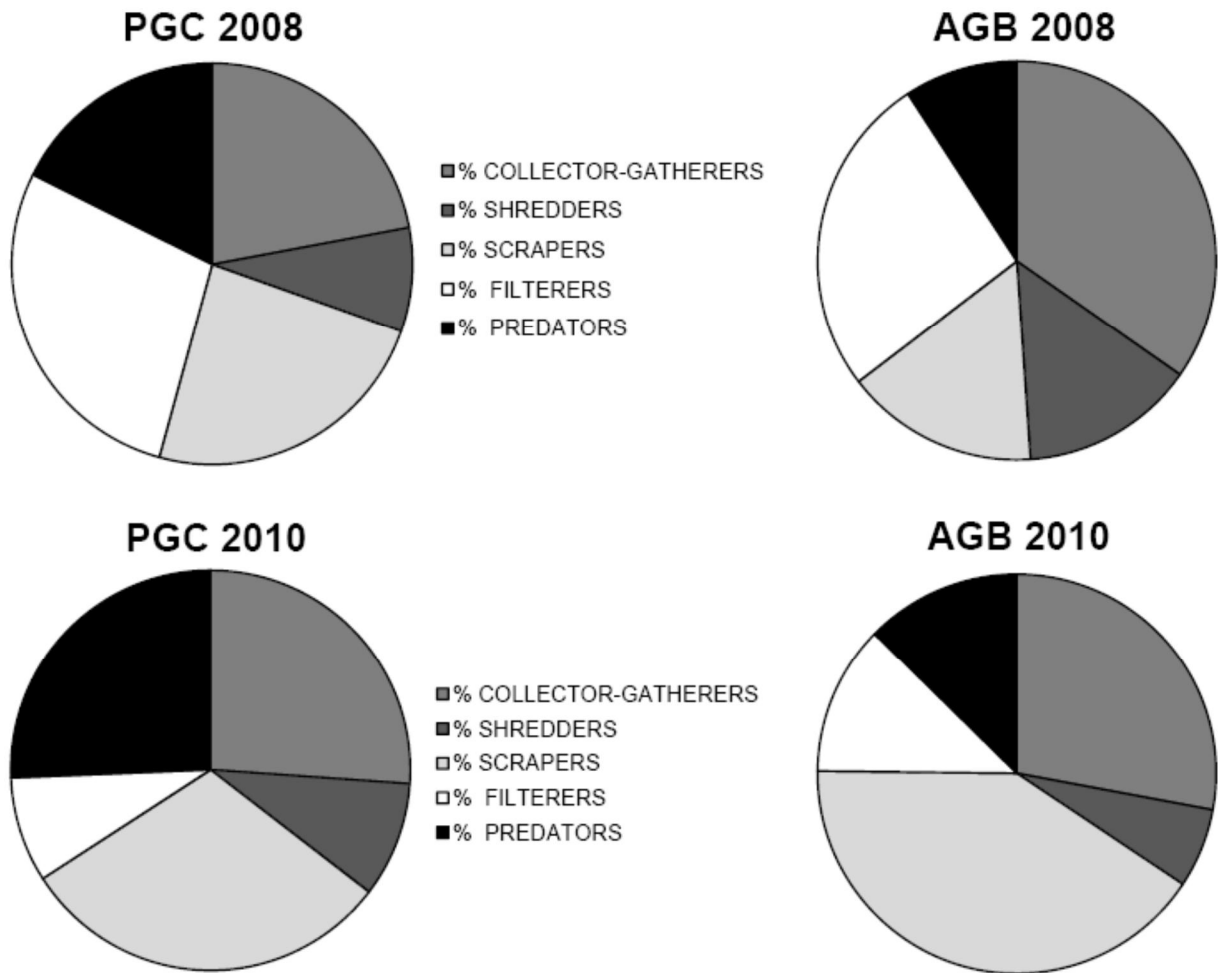 PGC 2008
AGB 2008
% COLLECTOR-GATHERERS
% SHREDDERS
% SCRAPERS
% FILTERERS
% PREDATORS
PGC 2010
AGB 2010
% COLLECTOR-GATHERERS
% SHREDDERS
% SCRAPERS
% FILTERERS
% PREDATORS